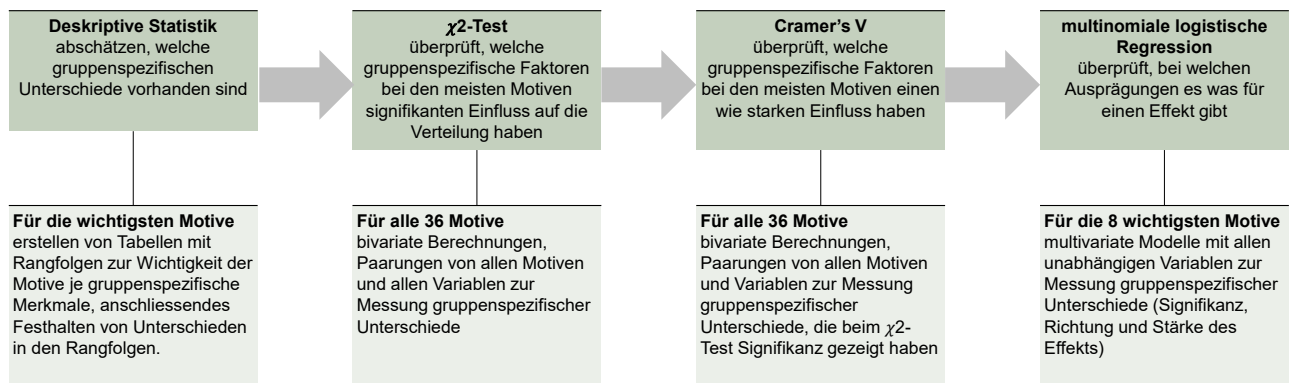 Deskriptive Statistik
abschätzen, welche
gruppenspezifischen
Unterschiede vorhanden sind
χ2-Test
überprüft, welche
gruppenspezifische Faktoren
bei den meisten Motiven
signifikanten Einfluss auf die
Verteilung haben
Cramer's V
überprüft, welche
gruppenspezifische Faktoren
bei den meisten Motiven einen
wie starken Einfluss haben
multinomiale logistische
Regression
überprüft, bei welchen
Ausprägungen es was für
einen Effekt gibt
Für die wichtigsten Motive
erstellen von Tabellen mit
Rangfolgen zur Wichtigkeit der
Motive je gruppenspezifische
Merkmale, anschliessendes
Festhalten von Unterschieden
in den Rangfolgen.
Für alle 36 Motive
bivariate Berechnungen,
Paarungen von allen Motiven
und allen Variablen zur
Messung gruppenspezifischer
Unterschiede
Für alle 36 Motive
bivariate Berechnungen,
Paarungen von allen Motiven
und Variablen zur Messung
gruppenspezifischer
Unterschiede, die beim χ2-
Test Signifikanz gezeigt haben
Für die 8 wichtigsten Motive
multivariate Modelle mit allen
unabhängigen Variablen zur
Messung gruppenspezifischer
Unterschiede (Signifikanz,
Richtung und Stärke des
Effekts)